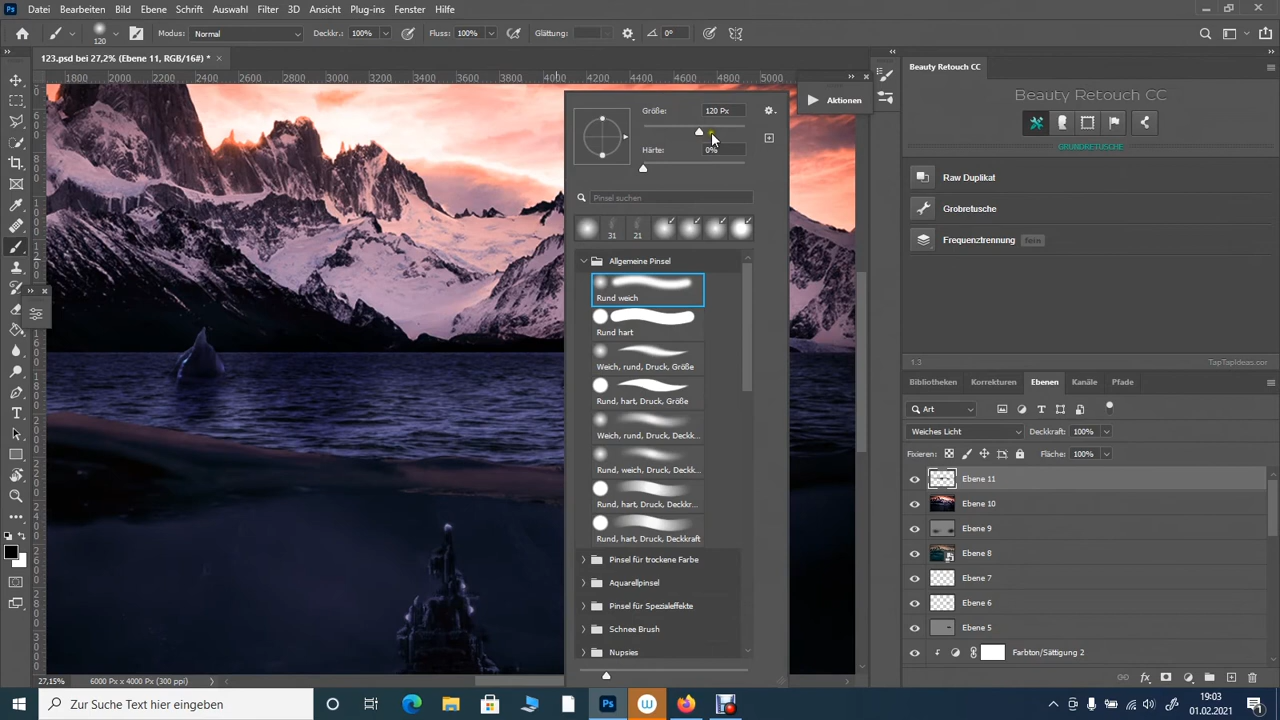 Datei Bearbeiten Ebene Schrift Auswahl Filter 3D Ansicht Plug-ins Fenster Hilfe
120 Modus: Normal Deckkr.: 100% Fluss: 100% Glättung: 0°
123.psd bei 27,2% (Ebene 11, RGB/16#) * ×
1800 2000 2200 2400 2600 2800 3000 3200 3400 3600 3800 4000 4200 4400 4600 4800 5000
Größe: 120 Px
Härte: 0%
Pinsel suchen
31 21
Allgemeine Pinsel
Rund weich
Rund hart
Weich, rund, Druck, Größe
Rund, hart, Druck, Größe
Weich, rund, Druck, Deckk...
Rund, weich, Druck, Deckk...
Rund, hart, Druck, Deckkr...
Rund, hart, Druck, Deckkraft
Pinsel für trockene Farbe
Aquarellpinsel
Pinsel für Spezialeffekte
Schnee Brush
Nupsies
Aktionen
Beauty Retouch CC
Beauty Retouch CC
GRUNDRETUSCHE
Raw Duplikat
Grobretusche
Frequenztrennung fein
1.3 TapTapIdeas.com
Bibliotheken Korrekturen Ebenen Kanäle Pfade
Art
Weiches Licht Deckkraft: 100%
Fixieren: Fläche: 100%
Ebene 11
Ebene 10
Ebene 9
Ebene 8
Ebene 7
Ebene 6
Ebene 5
Farbton/Sättigung 2
27,15% 6000 Px x 4000 Px (300 ppi)
Zur Suche Text hier eingeben
19:03
01.02.2021